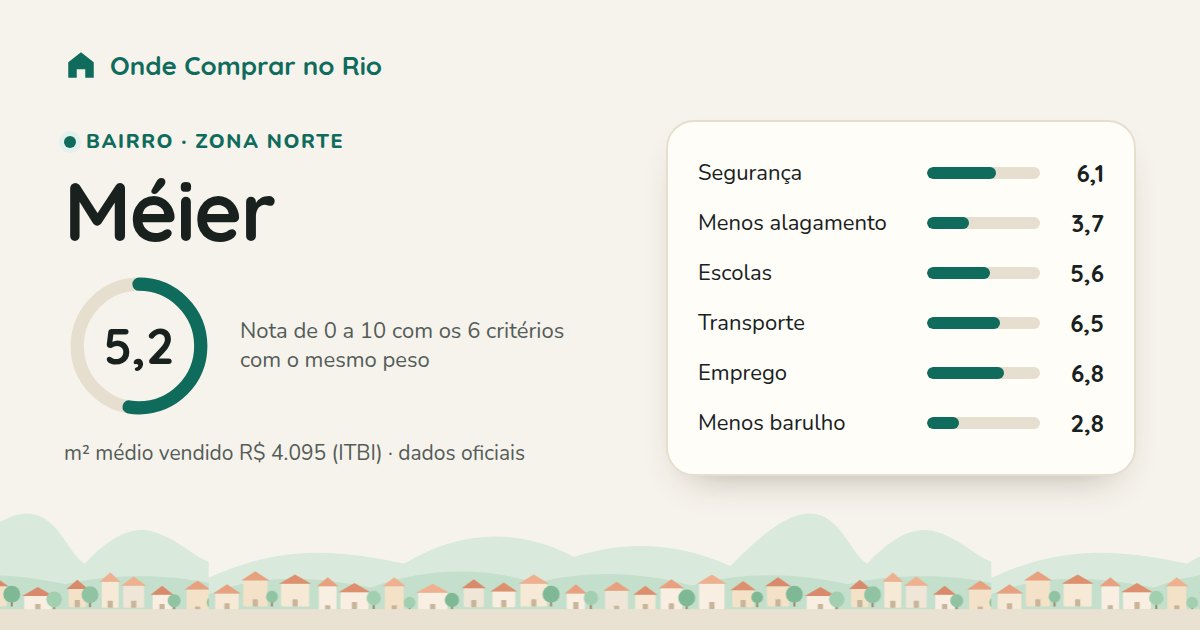 Onde Comprar no Rio
BAIRRO · ZONA NORTE
Méier
5,2
Nota de 0 a 10 com os 6 critérios
com o mesmo peso
m² médio vendido R$ 4.095 (ITBI) · dados oficiais
Segurança 6,1
Menos alagamento 3,7
Escolas 5,6
Transporte 6,5
Emprego 6,8
Menos barulho 2,8